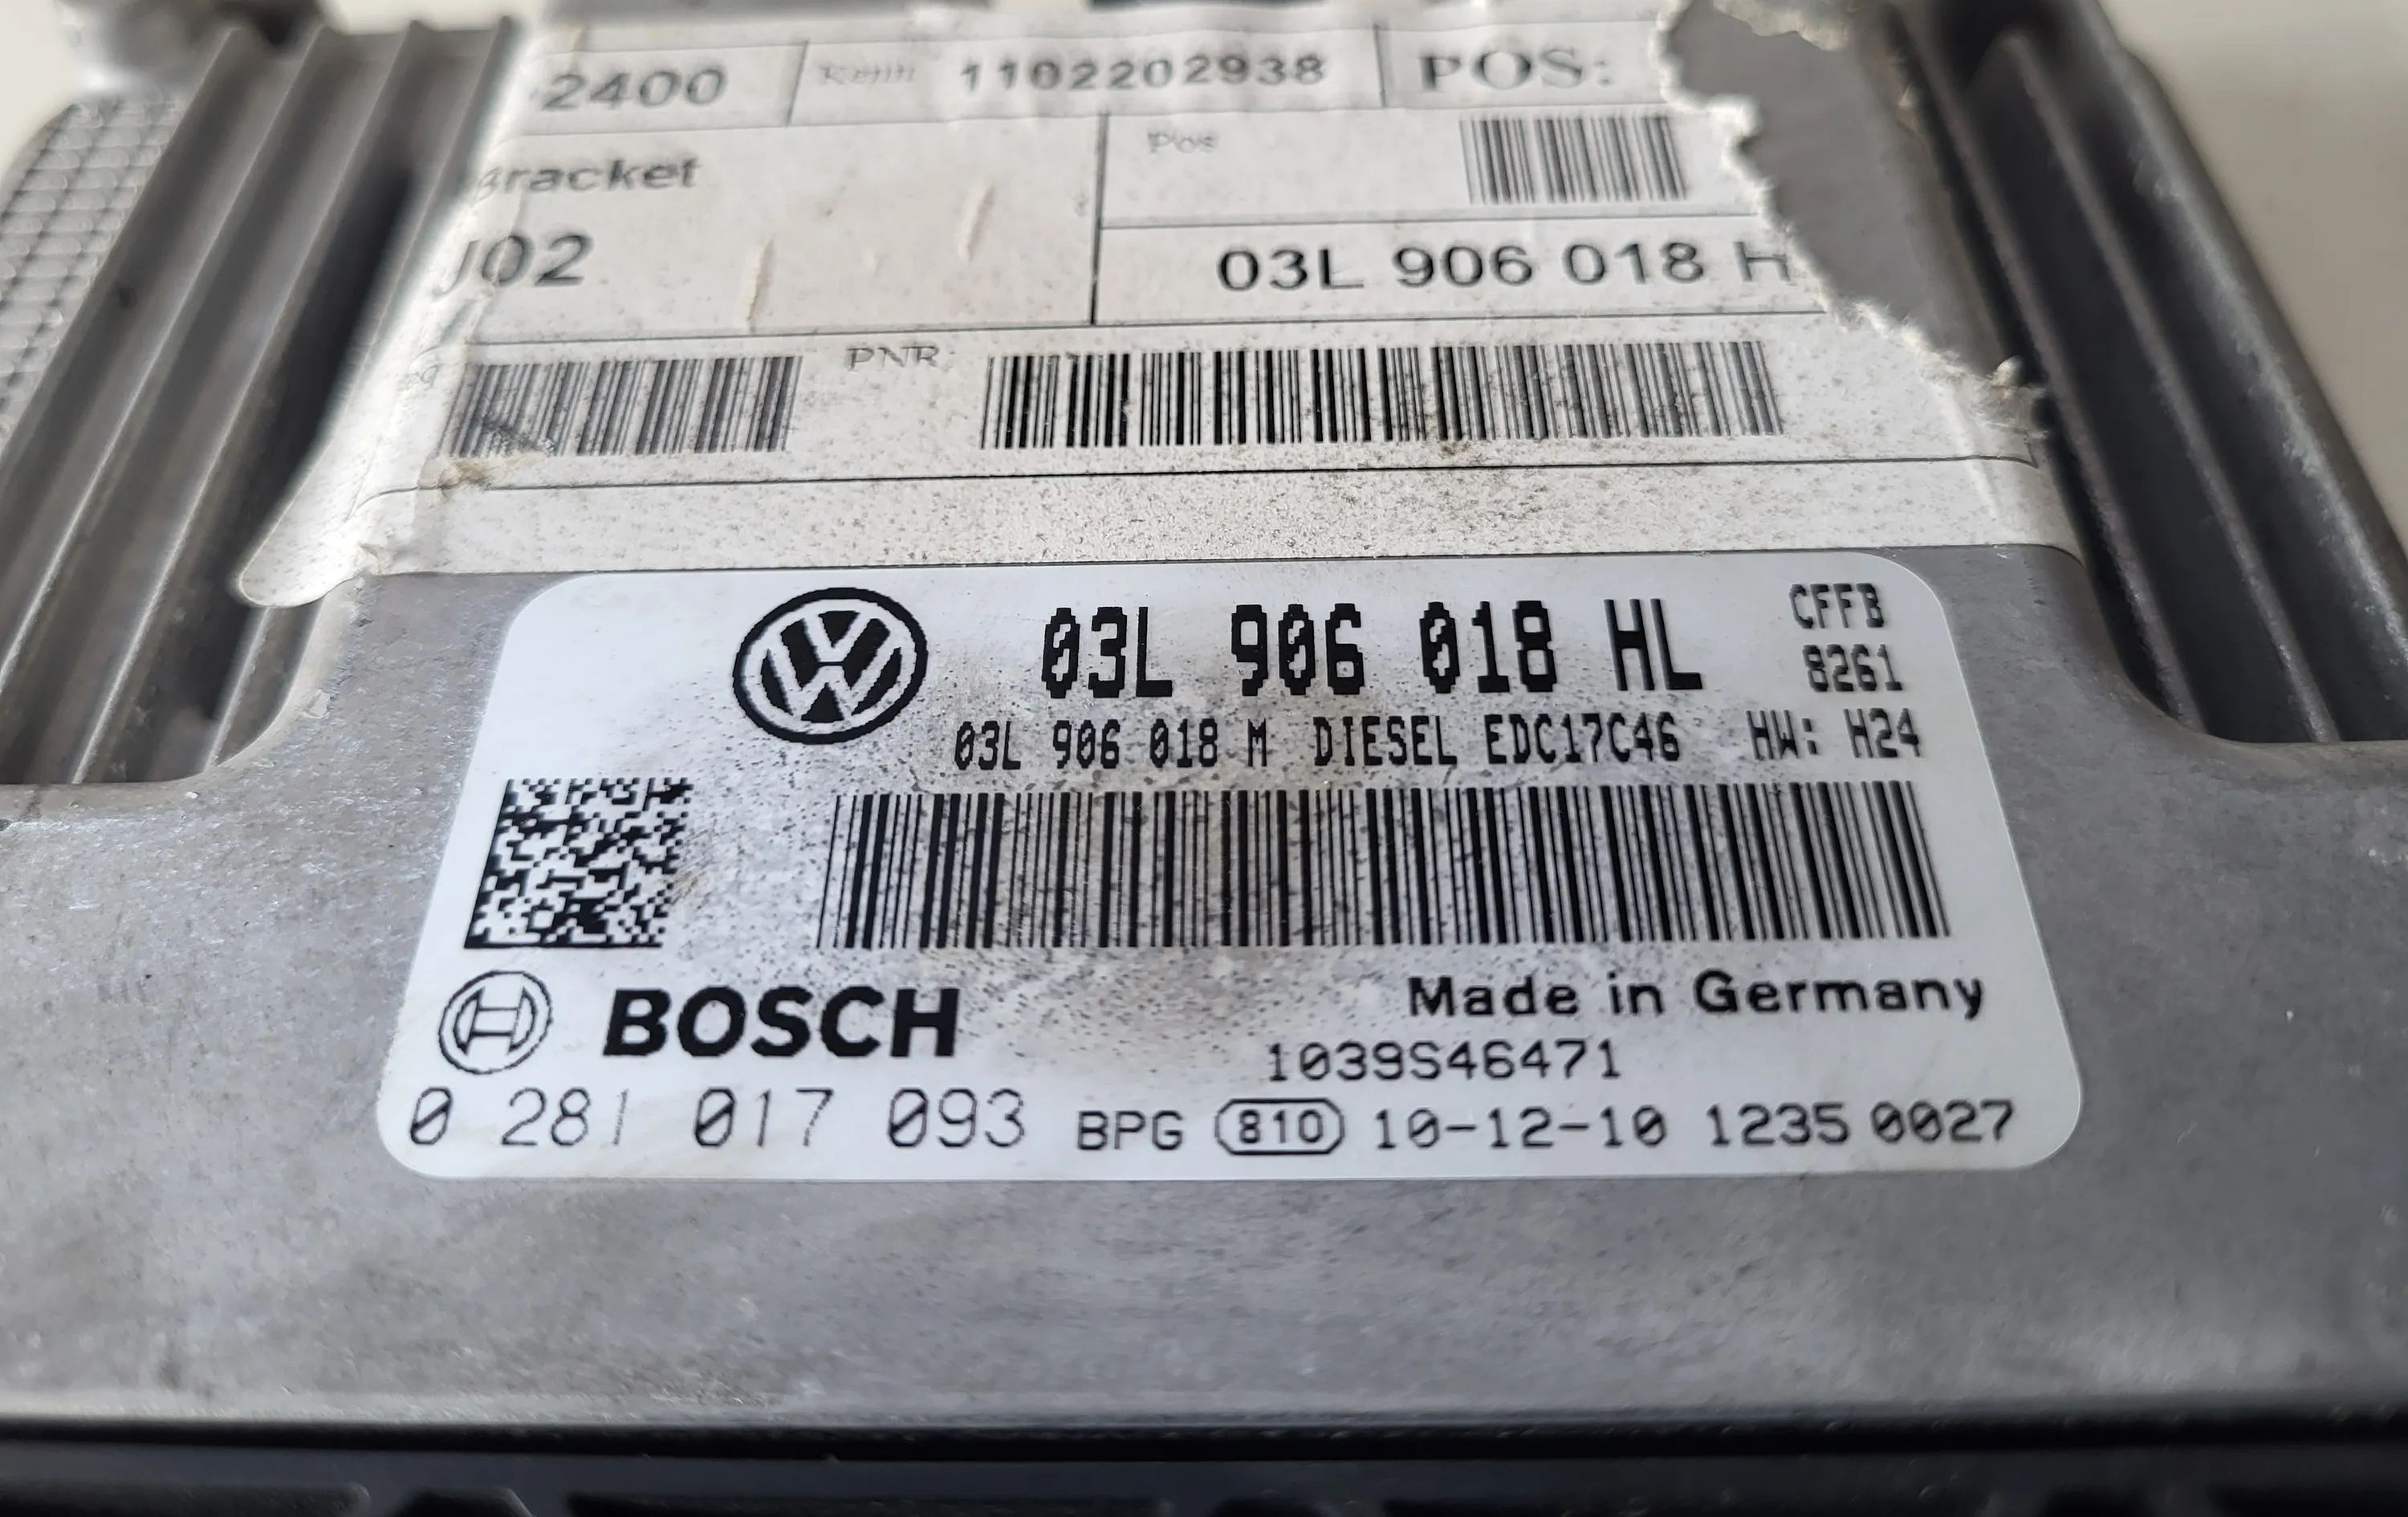 2400 1102202938 POS:
Bracket Pos
J02 03L 906 018 H
PNR:
03L 906 018 HL CFFB
8261
03L 906 018 M DIESEL EDC17C46 HW: H24
BOSCH Made in Germany
1039S46471
0 281 017 093 BPG 810 10-12-10 1235 0027